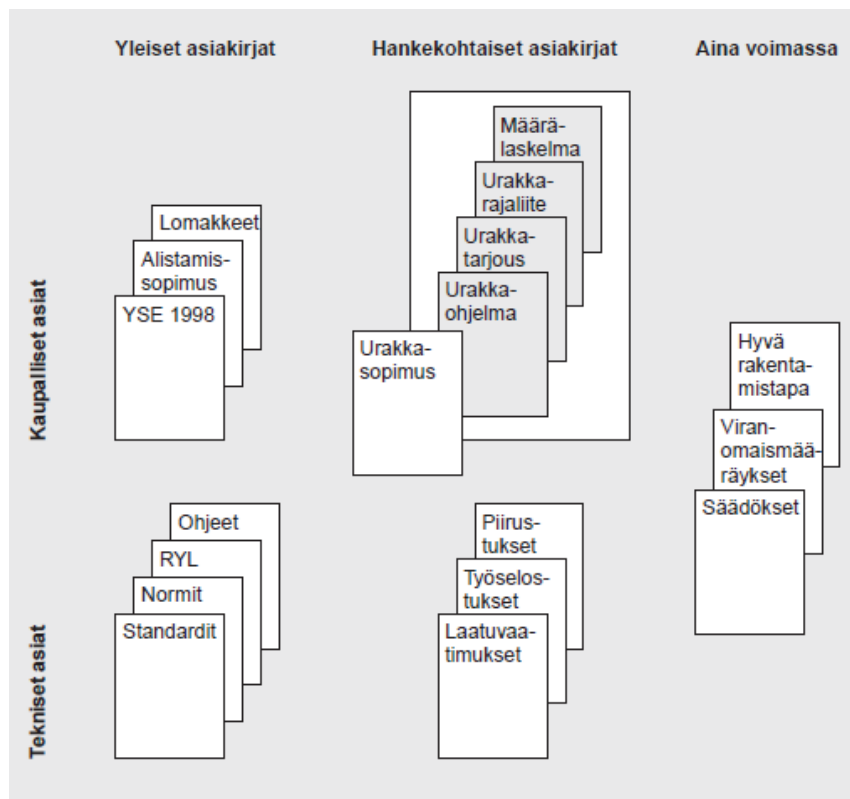 Yleiset asiakirjat
Hankekohtaiset asiakirjat
Aina voimassa
Kaupalliset asiat
Lomakkeet
Alistamis-
sopimus
YSE 1998
Määrä-
laskelma
Urakka-
rajaliite
Urakka-
tarjous
Urakka-
ohjelma
Urakka-
sopimus
Hyvä
rakenta-
mistapa
Viran-
omaismää-
räykset
Säädökset
Tekniset asiat
Ohjeet
RYL
Normit
Standardit
Piirus-
tukset
Työselos-
tukset
Laatuvaa-
timukset